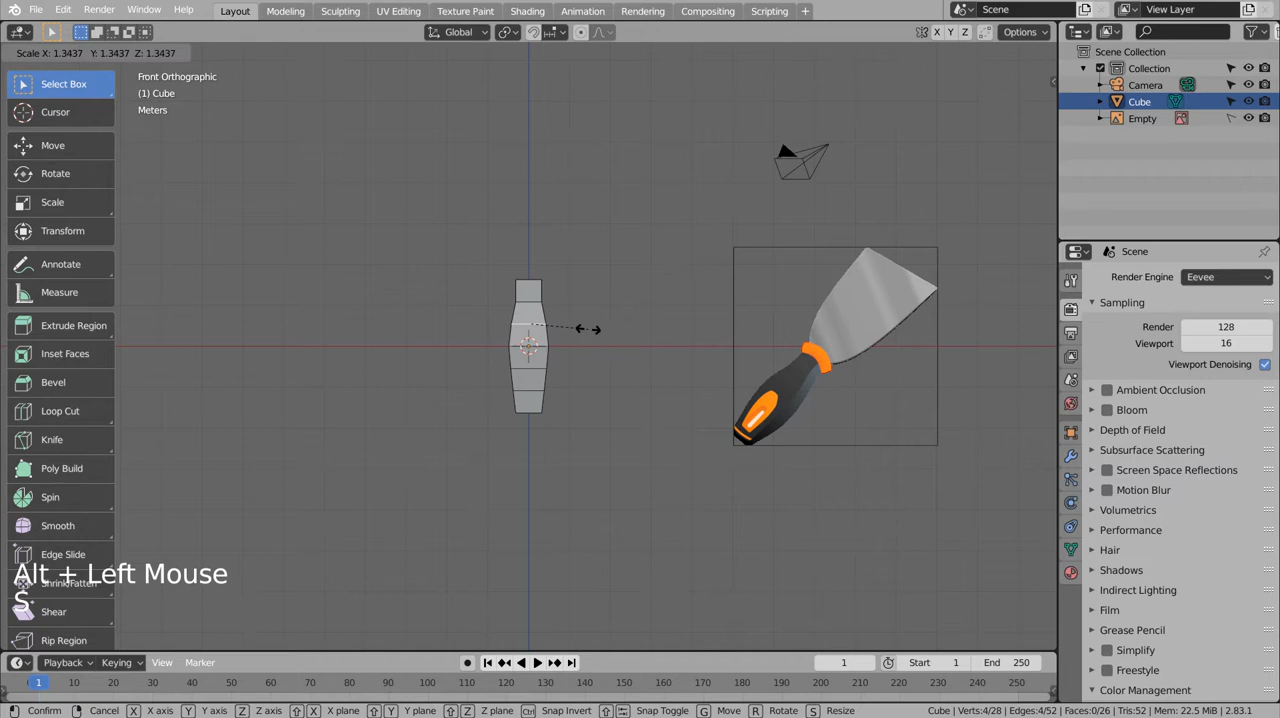 File Edit Render Window Help Layout Modeling Sculpting UV Editing Texture Paint Shading Animation Rendering Compositing Scripting + Scene View Layer
Global X Y Z Options
Scale X: 1.3437 Y: 1.3437 Z: 1.3437
Front Orthographic
(1) Cube
Meters
Select Box
Cursor
Move
Rotate
Scale
Transform
Annotate
Measure
Extrude Region
Inset Faces
Bevel
Loop Cut
Knife
Poly Build
Spin
Smooth
Edge Slide
Shrink/Fatten
Shear
Rip Region
Alt + Left Mouse
S
Scene Collection
Collection
Camera
Cube
Empty
Scene
Render Engine Eevee
Sampling
Render 128
Viewport 16
Viewport Denoising
Ambient Occlusion
Bloom
Depth of Field
Subsurface Scattering
Screen Space Reflections
Motion Blur
Volumetrics
Performance
Hair
Shadows
Indirect Lighting
Film
Grease Pencil
Simplify
Freestyle
Color Management
Playback Keying View Marker 1 Start 1 End 250
1 10 20 30 40 50 60 70 80 90 100 110 120 130 140 150 160 170 180 190 200 210 220 230 240 250
Confirm Cancel X X axis Y Y axis Z Z axis X X plane Y Y plane Z Z plane Ctrl Snap Invert Snap Toggle G Move R Rotate S Resize Cube | Verts:4/28 | Edges:4/52 | Faces:0/26 | Tris:52 | Mem: 22.5 MiB | 2.83.1